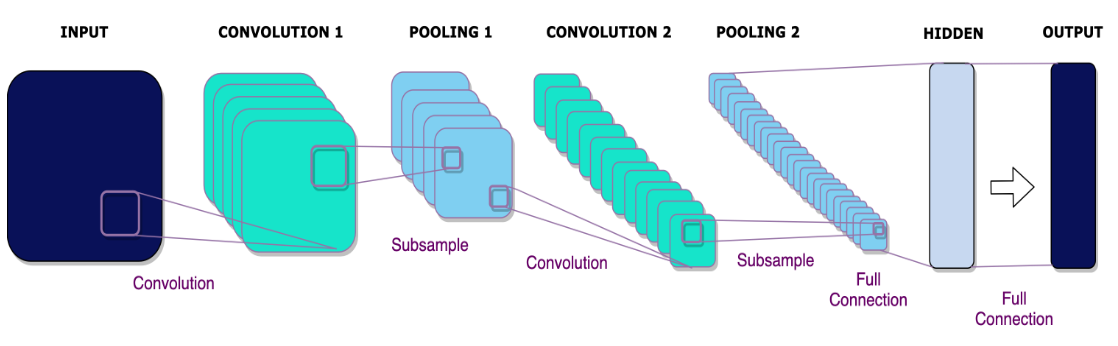 INPUT
CONVOLUTION 1
POOLING 1
CONVOLUTION 2
POOLING 2
HIDDEN
OUTPUT
Convolution
Subsample
Convolution
Subsample
Full
Connection
Full
Connection